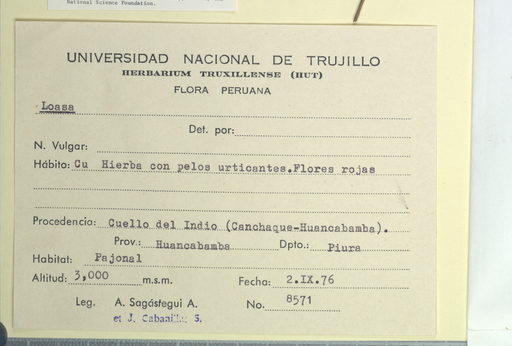 National Science Foundation.
UNIVERSIDAD NACIONAL DE TRUJILLO
HERBARIUM TRUXILLENSE (HUT)
FLORA PERUANA
Loasa
Det. por:
N. Vulgar:
Hábito: Cu Hierba con pelos urticantes.Flores rojas
Procedencia: Cuello del Indio (Canchaque-Huancabamba).
Prov.: Huancabamba Dpto.: Piura
Habitat: Pajonal
Altitud: 3,000 m.s.m. Fecha: 2.IX.76
Leg. A. Sagástegui A. No. 8571
et J. Cabanillas S.